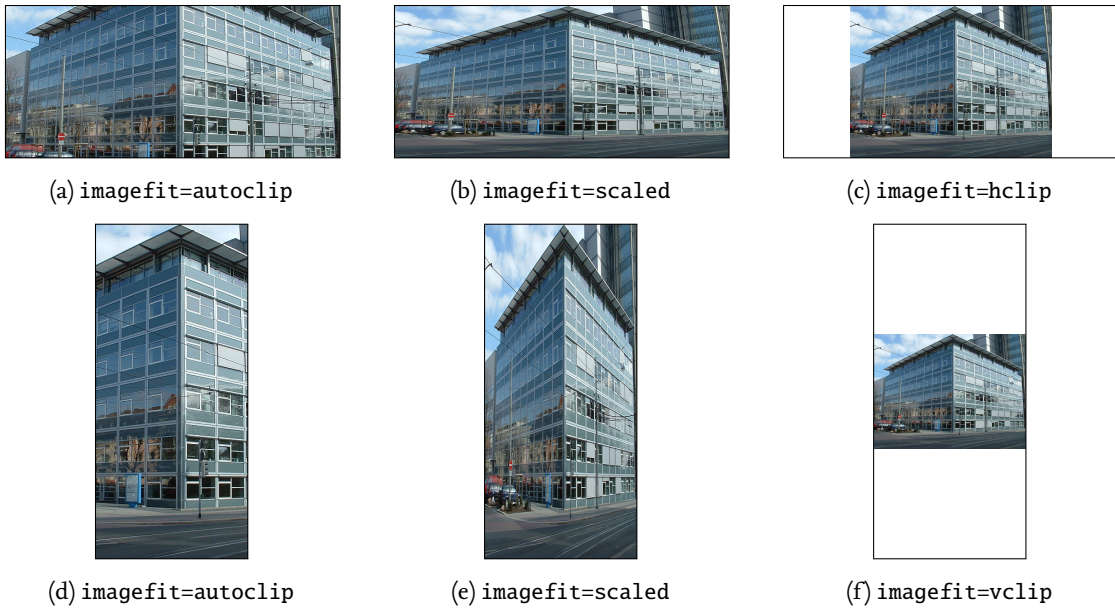 (a) imagefit=autoclip
(b) imagefit=scaled
(c) imagefit=hclip
(d) imagefit=autoclip
(e) imagefit=scaled
(f) imagefit=vclip